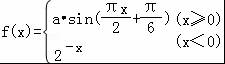 f(x)={a•sin(πx/2+π/6) (x≥0)
2^{-x} (x<0)